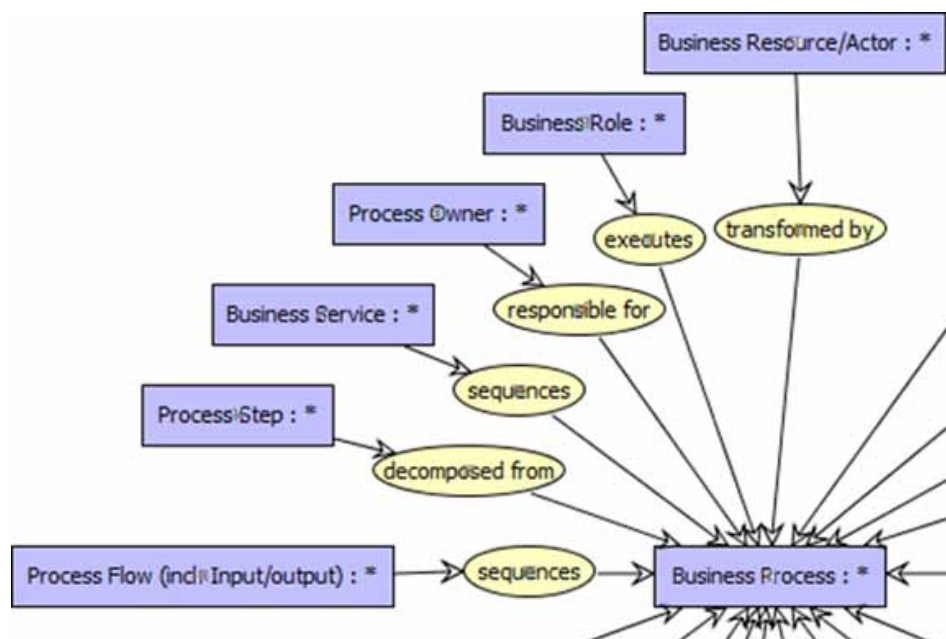 Business Resource/Actor : *
Business Role : *
Process Owner : *
executes
transformed by
Business Service : *
responsible for
sequences
Process Step : *
decomposed from
Process Flow (incl. Input/output) : *
sequences
Business Process : *